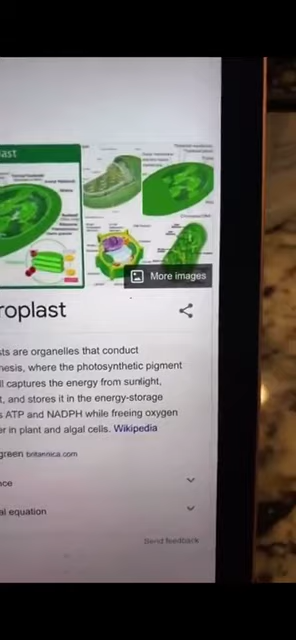 ast
More images
roplast
sts are organelles that conduct
nesis, where the photosynthetic pigment
ll captures the energy from sunlight,
t, and stores it in the energy-storage
s ATP and NADPH while freeing oxygen
er in plant and algal cells. Wikipedia
green britannica.com
ce
al equation
Send feedback